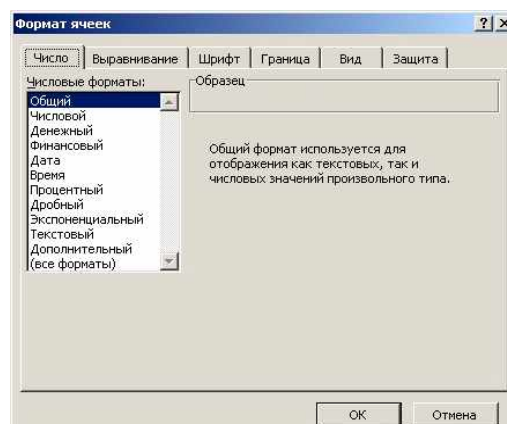 Формат ячеек
? ×
Число Выравнивание Шрифт Граница Вид Защита
Числовые форматы:
Образец
Общий
Числовой
Денежный
Финансовый
Дата
Время
Процентный
Дробный
Экспоненциальный
Текстовый
Дополнительный
(все форматы)
Общий формат используется для
отображения как текстовых, так и
числовых значений произвольного типа.
ОК Отмена